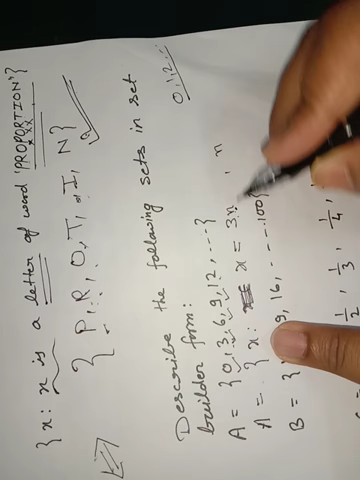 {x: x is a letter of word 'PROPORTION'}
{P, R, O, T, I, N}
Describe the following sets in set
builder form:
0,1,2...
A = {0, 3, 6, 9, 12, ....}
A = {x: x = 3n, n
B = { 9, 16, .....100}
1/2, 1/3, 1/4,